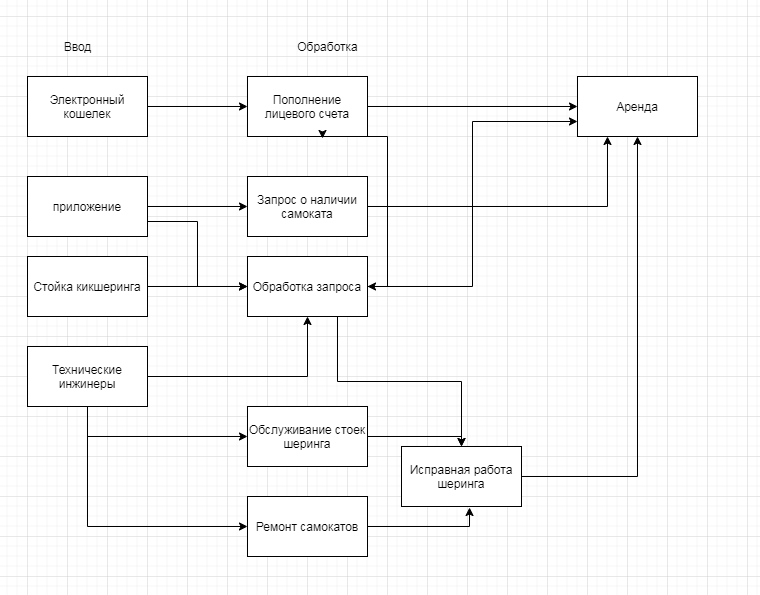 Ввод
Обработка
Электронный
кошелек
Пополнение
лицевого счета
Аренда
приложение
Запрос о наличии
самоката
Стойка кикшеринга
Обработка запроса
Технические
инжинеры
Обслуживание стоек
шеринга
Исправная работа
шеринга
Ремонт самокатов